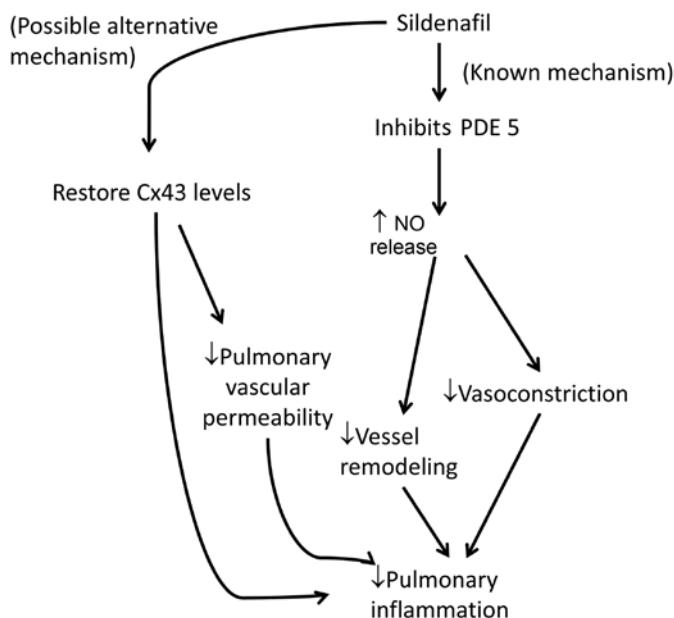 (Possible alternative
mechanism)
Sildenafil
(Known mechanism)
Inhibits PDE 5
Restore Cx43 levels
↑ NO
release
↓Pulmonary
vascular
permeability
↓Vasoconstriction
↓Vessel
remodeling
↓Pulmonary
inflammation